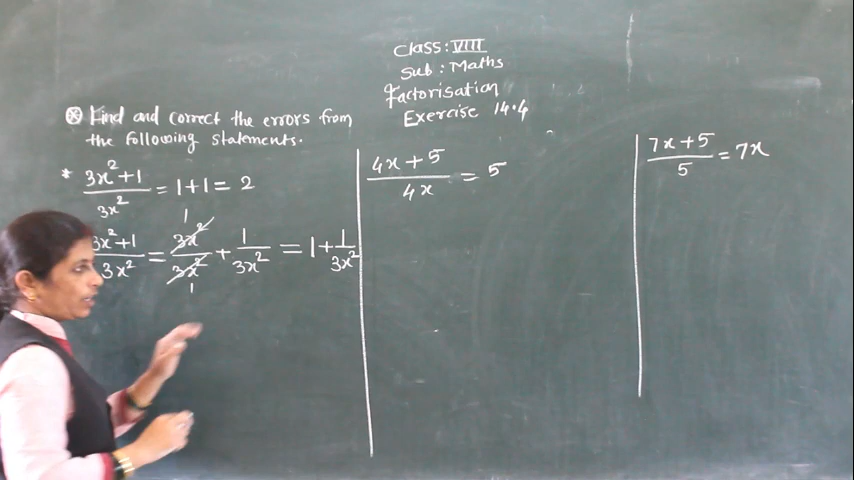 Class: VIII
Sub: Maths
Factorisation
Exercise 14.4
⊗ Find and correct the errors from
the following statements.
* (3x²+1)/(3x²) = 1+1 = 2
(3x²+1)/(3x²) = (3x²)/(3x²) 1 1 + 1/(3x²) = 1 + 1/(3x²)
(4x+5)/(4x) = 5
(7x+5)/5 = 7x